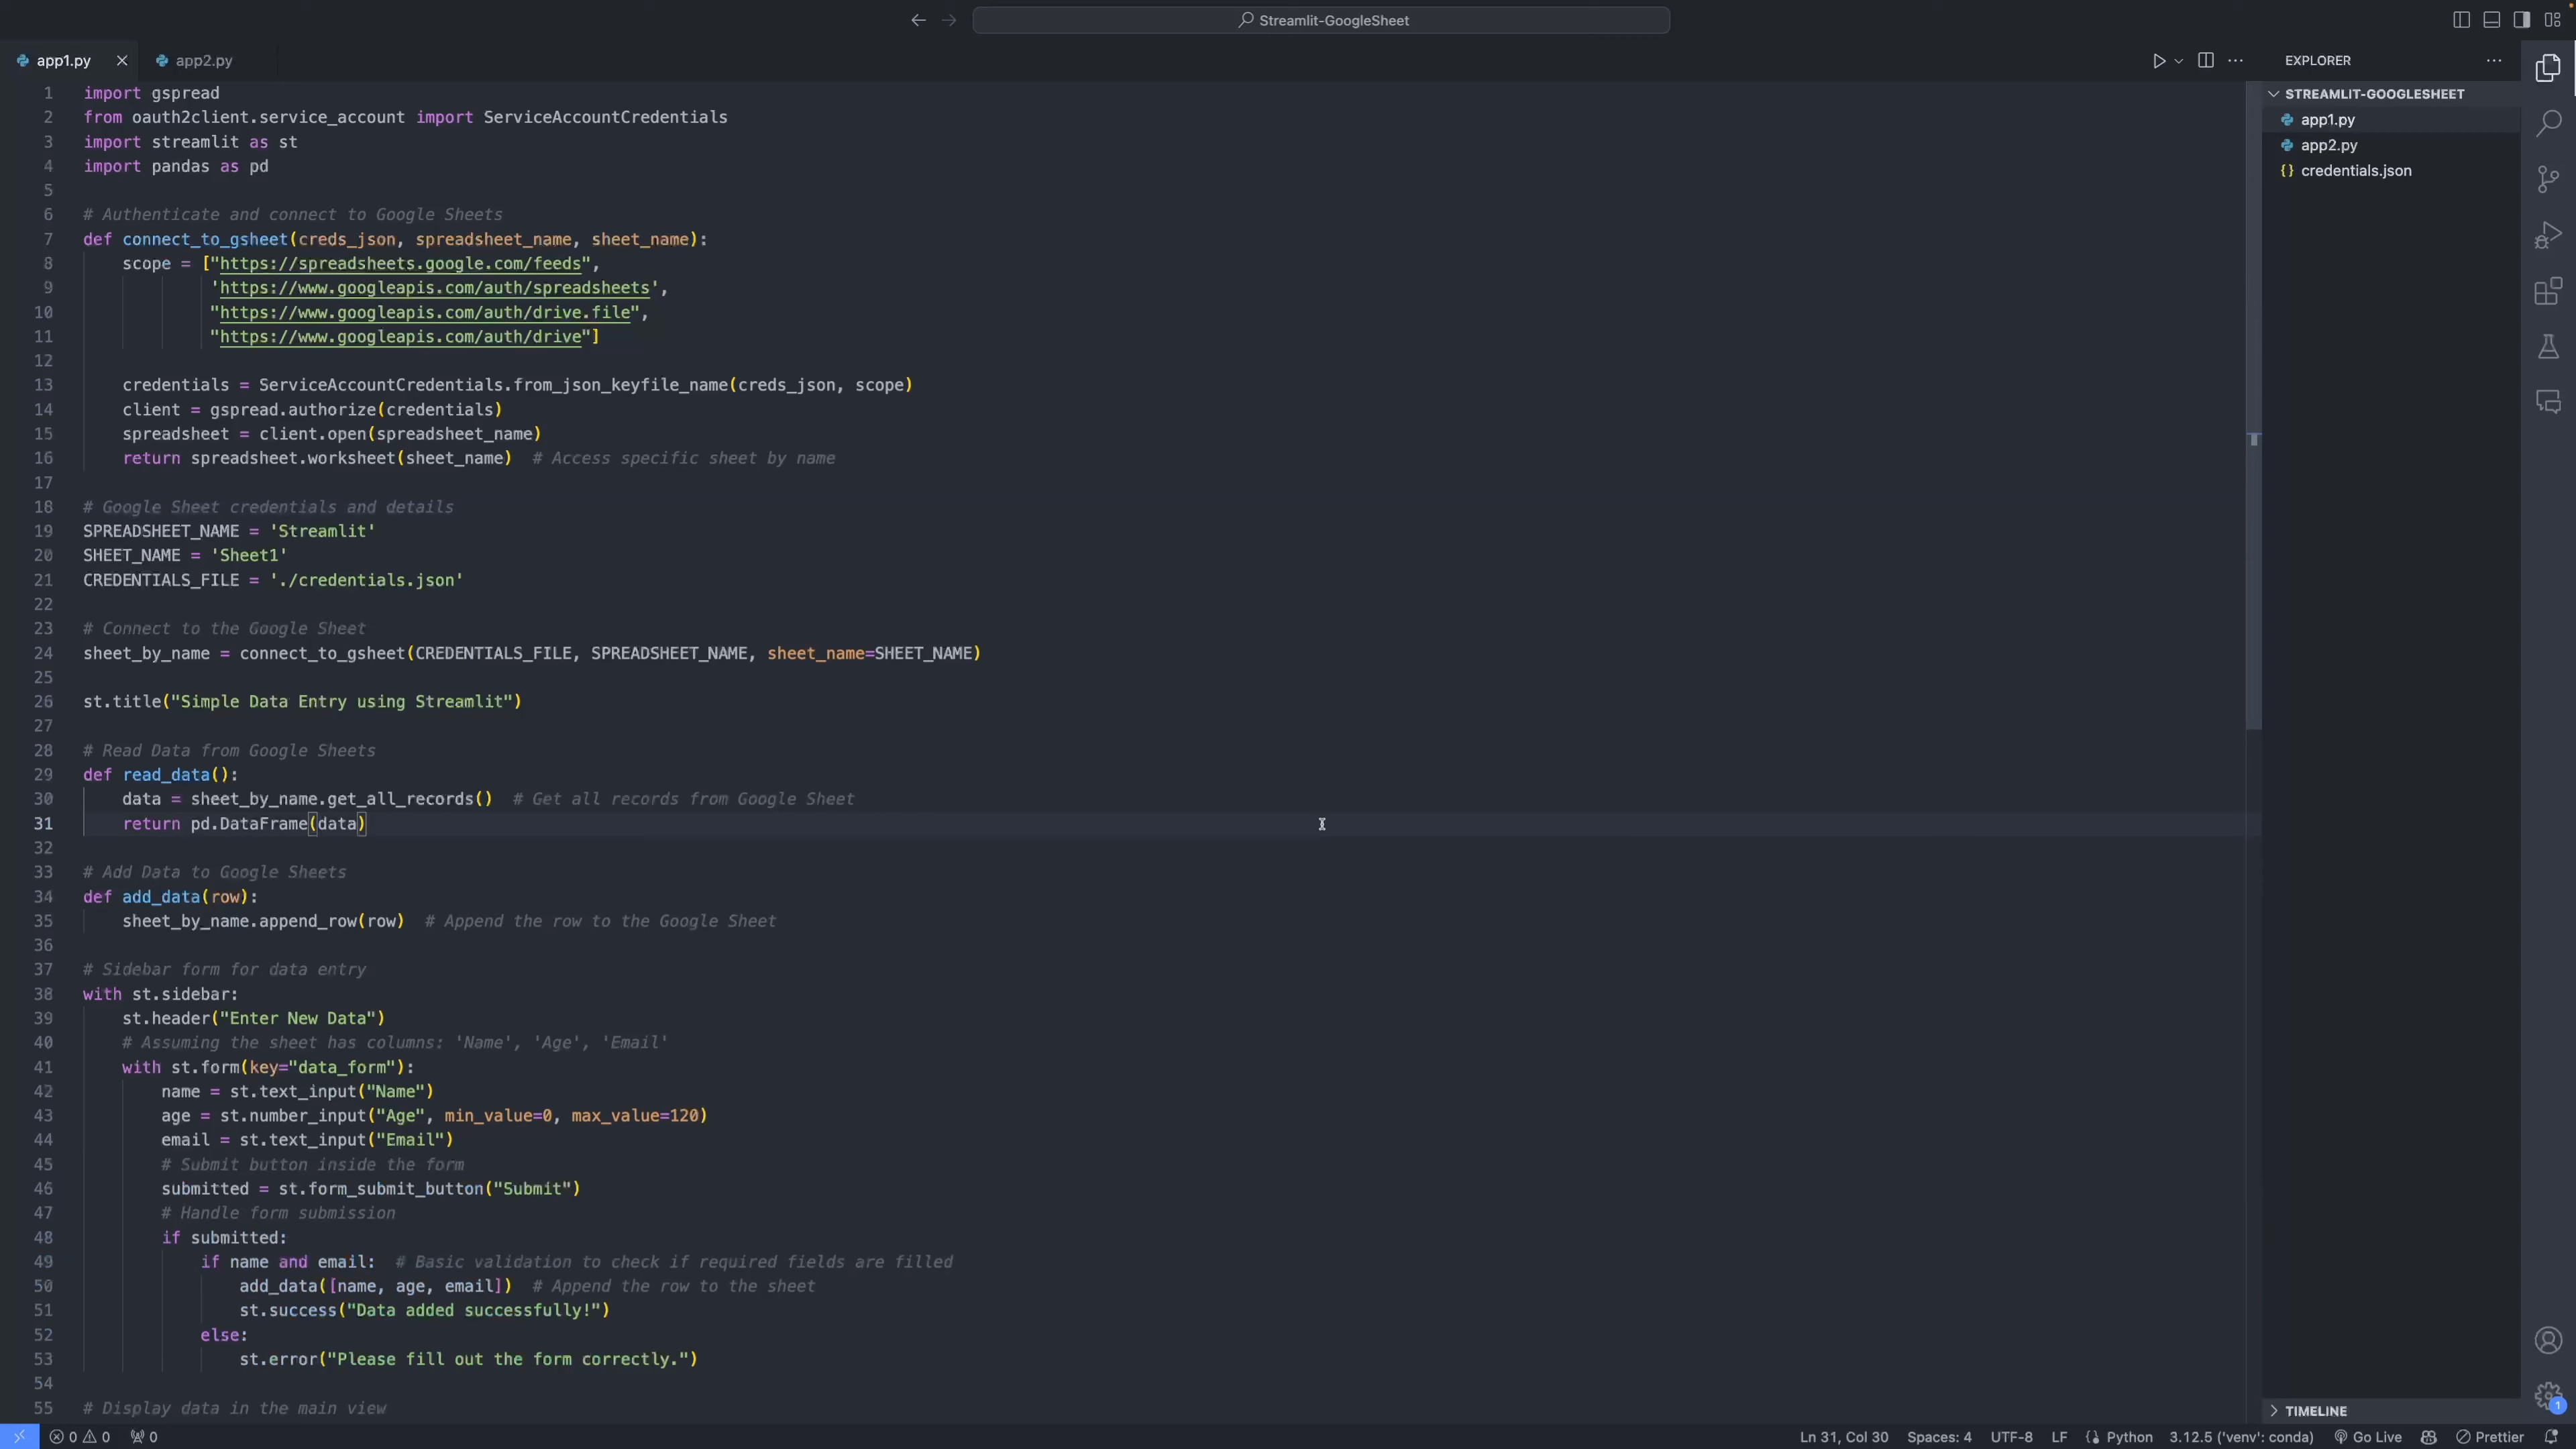 Streamlit-GoogleSheet
app1.py
app2.py
EXPLORER
1 import gspread
2 from oauth2client.service_account import ServiceAccountCredentials
3 import streamlit as st
4 import pandas as pd
5
6 # Authenticate and connect to Google Sheets
7 def connect_to_gsheet(creds_json, spreadsheet_name, sheet_name):
8 scope = ["https://spreadsheets.google.com/feeds",
9 'https://www.googleapis.com/auth/spreadsheets',
10 "https://www.googleapis.com/auth/drive.file",
11 "https://www.googleapis.com/auth/drive"]
12
13 credentials = ServiceAccountCredentials.from_json_keyfile_name(creds_json, scope)
14 client = gspread.authorize(credentials)
15 spreadsheet = client.open(spreadsheet_name)
16 return spreadsheet.worksheet(sheet_name)  # Access specific sheet by name
17
18 # Google Sheet credentials and details
19 SPREADSHEET_NAME = 'Streamlit'
20 SHEET_NAME = 'Sheet1'
21 CREDENTIALS_FILE = './credentials.json'
22
23 # Connect to the Google Sheet
24 sheet_by_name = connect_to_gsheet(CREDENTIALS_FILE, SPREADSHEET_NAME, sheet_name=SHEET_NAME)
25
26 st.title("Simple Data Entry using Streamlit")
27
28 # Read Data from Google Sheets
29 def read_data():
30 data = sheet_by_name.get_all_records()  # Get all records from Google Sheet
31 return pd.DataFrame(data)
32
33 # Add Data to Google Sheets
34 def add_data(row):
35 sheet_by_name.append_row(row)  # Append the row to the Google Sheet
36
37 # Sidebar form for data entry
38 with st.sidebar:
39 st.header("Enter New Data")
40 # Assuming the sheet has columns: 'Name', 'Age', 'Email'
41 with st.form(key="data_form"):
42 name = st.text_input("Name")
43 age = st.number_input("Age", min_value=0, max_value=120)
44 email = st.text_input("Email")
45 # Submit button inside the form
46 submitted = st.form_submit_button("Submit")
47 # Handle form submission
48 if submitted:
49 if name and email:  # Basic validation to check if required fields are filled
50 add_data([name, age, email])  # Append the row to the sheet
51 st.success("Data added successfully!")
52 else:
53 st.error("Please fill out the form correctly.")
54
55 # Display data in the main view
STREAMLIT-GOOGLESHEET
app1.py
app2.py
{} credentials.json
TIMELINE
1
0 0 0
Ln 31, Col 30 Spaces: 4 UTF-8 LF Python 3.12.5 ('venv': conda) Go Live Prettier